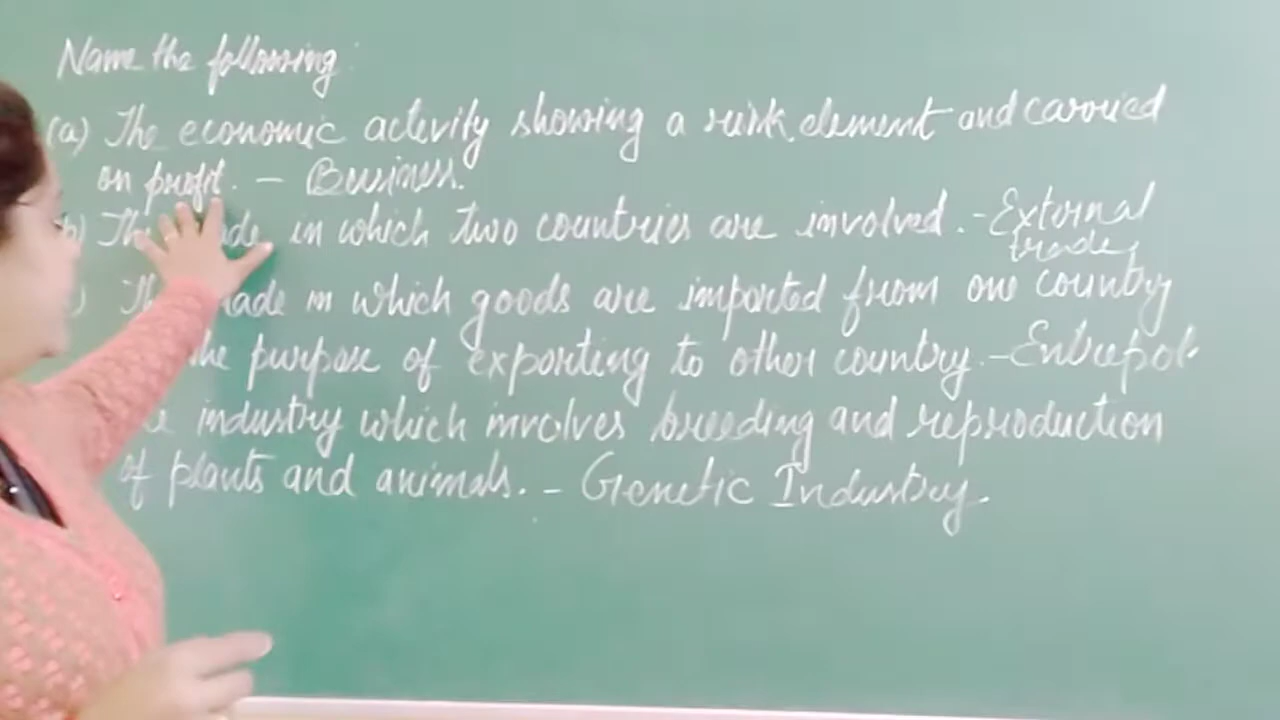 Name the following:
(a) The economic activity showing a risk element and carried
on profit. - Business.
b) The in which two countries are involved. - External
trade
) in which goods are imported from one country
the purpose of exporting to other country. - Entrepot
industry which involves breeding and reproduction
of plants and animals. - Genetic Industry.